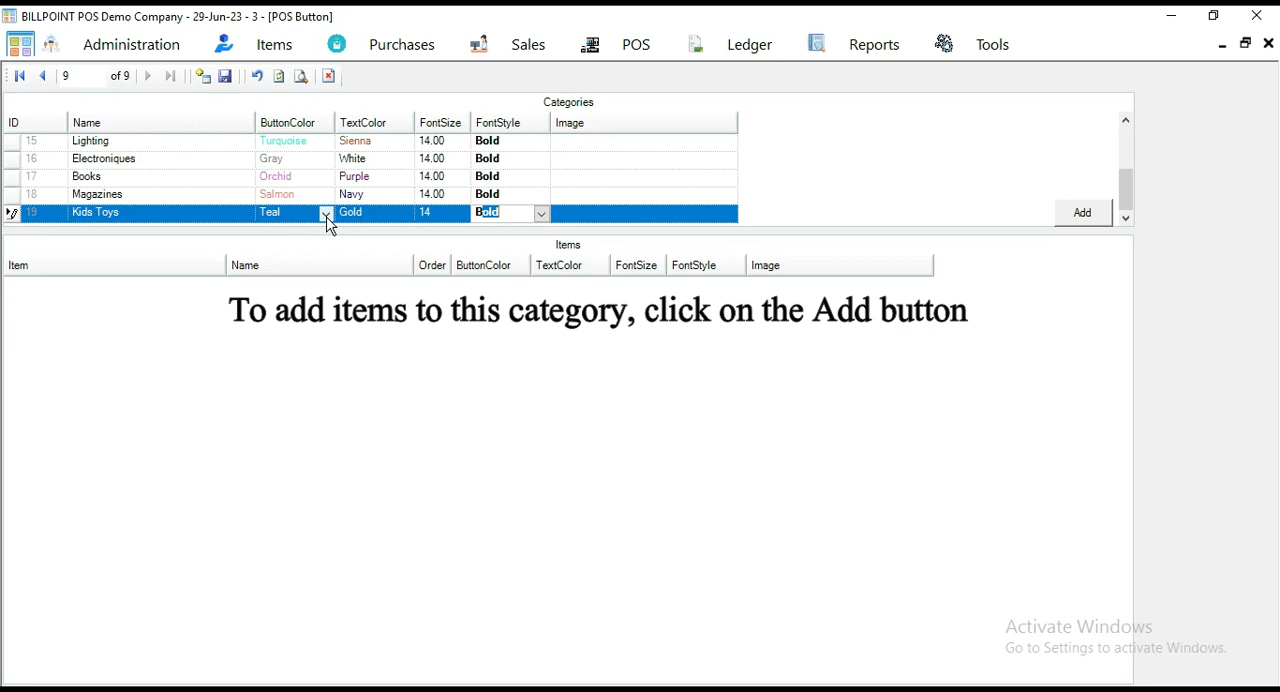 BILLPOINT POS Demo Company - 29-Jun-23 - 3 - [POS Button]
Administration Items Purchases Sales POS Ledger Reports Tools
9 of 9
Categories
ID Name ButtonColor TextColor FontSize FontStyle Image
15 Lighting Turquoise Sienna 14.00 Bold
16 Electroniques Gray White 14.00 Bold
17 Books Orchid Purple 14.00 Bold
18 Magazines Salmon Navy 14.00 Bold
19 Kids Toys Teal Gold 14 Bold
Add
Items
Item Name Order ButtonColor TextColor FontSize FontStyle Image
To add items to this category, click on the Add button
Activate Windows
Go to Settings to activate Windows.